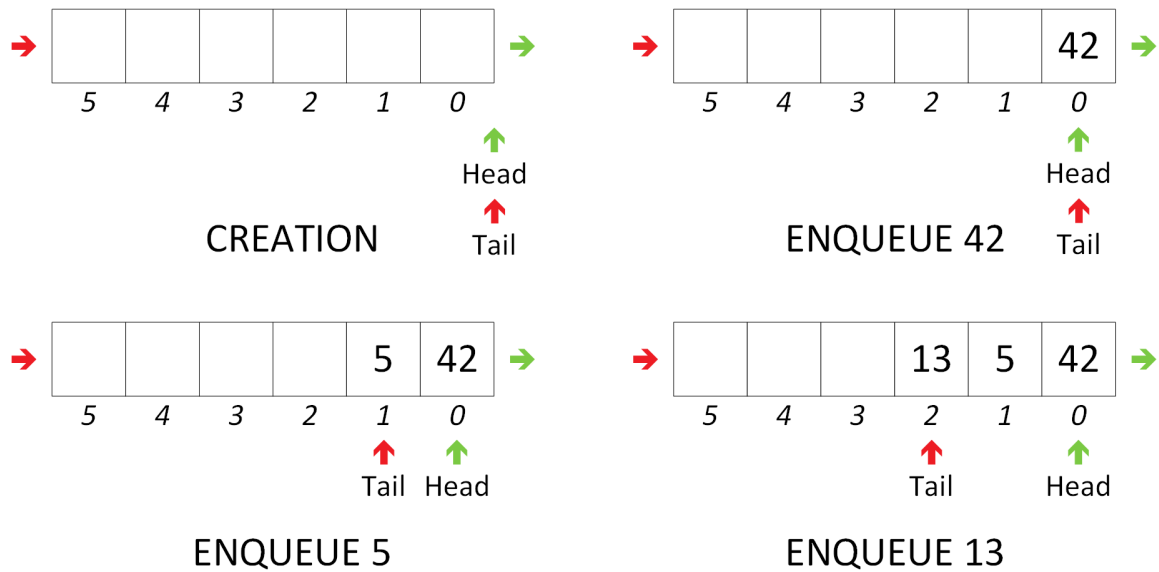 5 4 3 2 1 0
Head
Tail
CREATION
42
5 4 3 2 1 0
Head
Tail
ENQUEUE 42
5 42
5 4 3 2 1 0
Tail Head
ENQUEUE 5
13 5 42
5 4 3 2 1 0
Tail Head
ENQUEUE 13